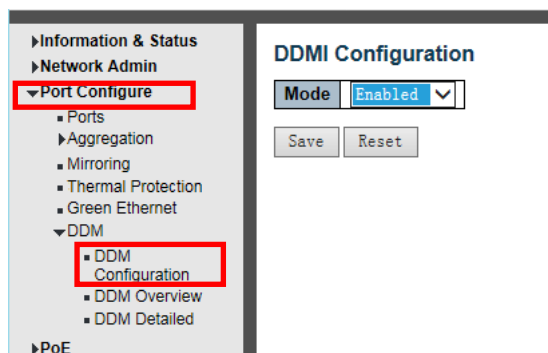 Information & Status
Network Admin
Port Configure
Ports
Aggregation
Mirroring
Thermal Protection
Green Ethernet
DDM
DDM
Configuration
DDM Overview
DDM Detailed
PoE
DDMI Configuration
Mode Enabled
Save Reset